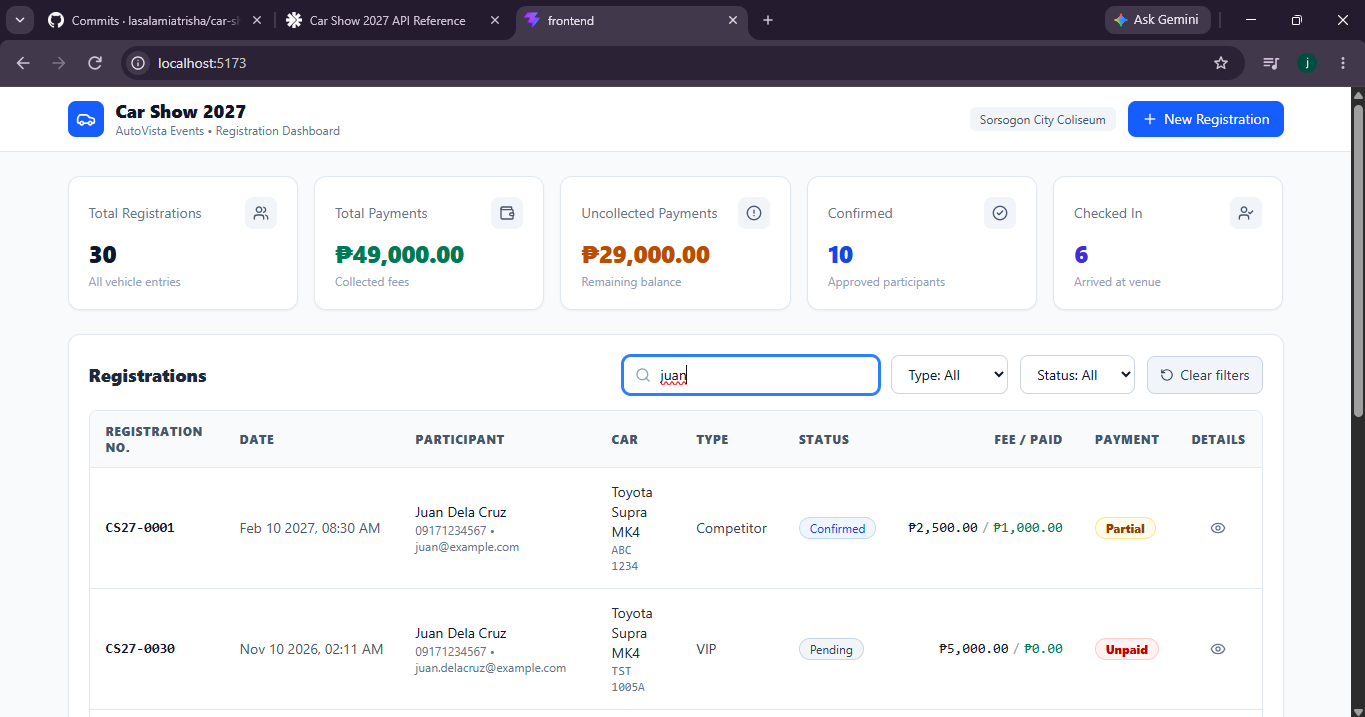 Commits · lasalamiatrisha/car-sh
Car Show 2027 API Reference
frontend
Ask Gemini
localhost:5173
j
Car Show 2027
AutoVista Events • Registration Dashboard
Sorsogon City Coliseum
+ New Registration
Total Registrations
30
All vehicle entries
Total Payments
₱49,000.00
Collected fees
Uncollected Payments
₱29,000.00
Remaining balance
Confirmed
10
Approved participants
Checked In
6
Arrived at venue
Registrations
juan
Type: All
Status: All
Clear filters
REGISTRATION
NO.
DATE
PARTICIPANT
CAR
TYPE
STATUS
FEE / PAID
PAYMENT
DETAILS
CS27-0001
Feb 10 2027, 08:30 AM
Juan Dela Cruz
09171234567 •
juan@example.com
Toyota
Supra
MK4
ABC
1234
Competitor
Confirmed
₱2,500.00 / ₱1,000.00
Partial
CS27-0030
Nov 10 2026, 02:11 AM
Juan Dela Cruz
09171234567 •
juan.delacruz@example.com
Toyota
Supra
MK4
TST
1005A
VIP
Pending
₱5,000.00 / ₱0.00
Unpaid